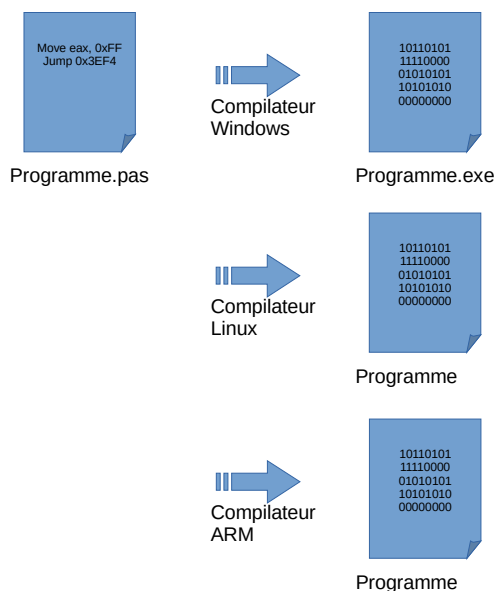 Move eax, 0xFF
Jump 0x3EF4
Programme.pas
Compilateur
Windows
10110101
11110000
01010101
10101010
00000000
Programme.exe
Compilateur
Linux
10110101
11110000
01010101
10101010
00000000
Programme
Compilateur
ARM
10110101
11110000
01010101
10101010
00000000
Programme